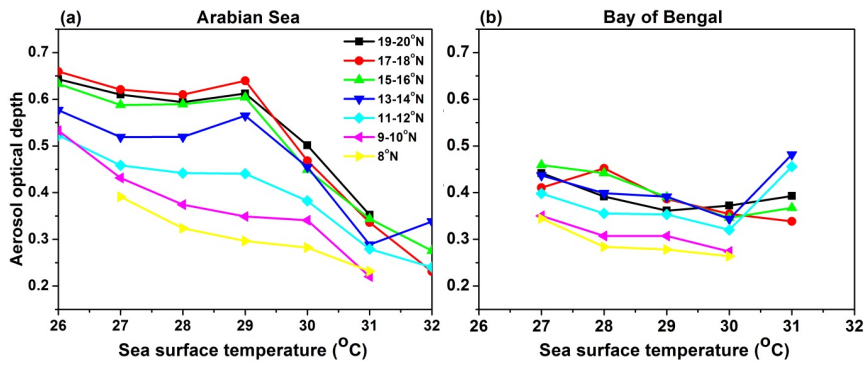 (a) Arabian Sea
(b) Bay of Bengal
Aerosol optical depth
0.7
0.6
0.5
0.4
0.3
0.2
19-20°N
17-18°N
15-16°N
13-14°N
11-12°N
9-10°N
8°N
0.7
0.6
0.5
0.4
0.3
0.2
26 27 28 29 30 31 32
26 27 28 29 30 31 32
Sea surface temperature (°C)
Sea surface temperature (°C)